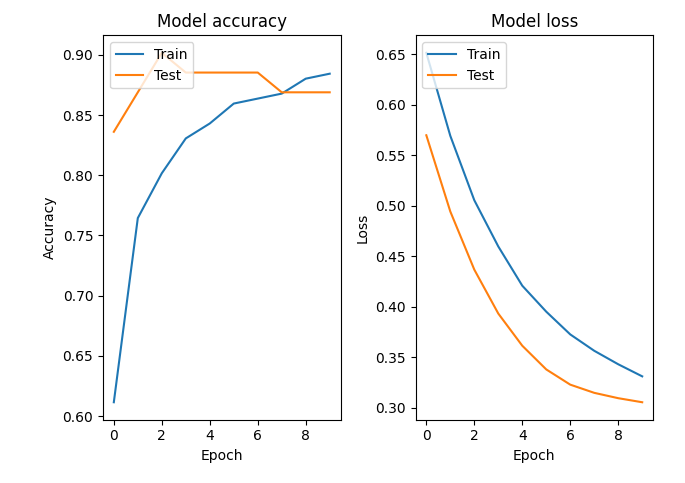 Model accuracy
Train
Test
0.90
0.85
0.80
0.75
0.70
0.65
0.60
Accuracy
0 2 4 6 8
Epoch
Model loss
Train
Test
0.65
0.60
0.55
0.50
0.45
0.40
0.35
0.30
Loss
0 2 4 6 8
Epoch